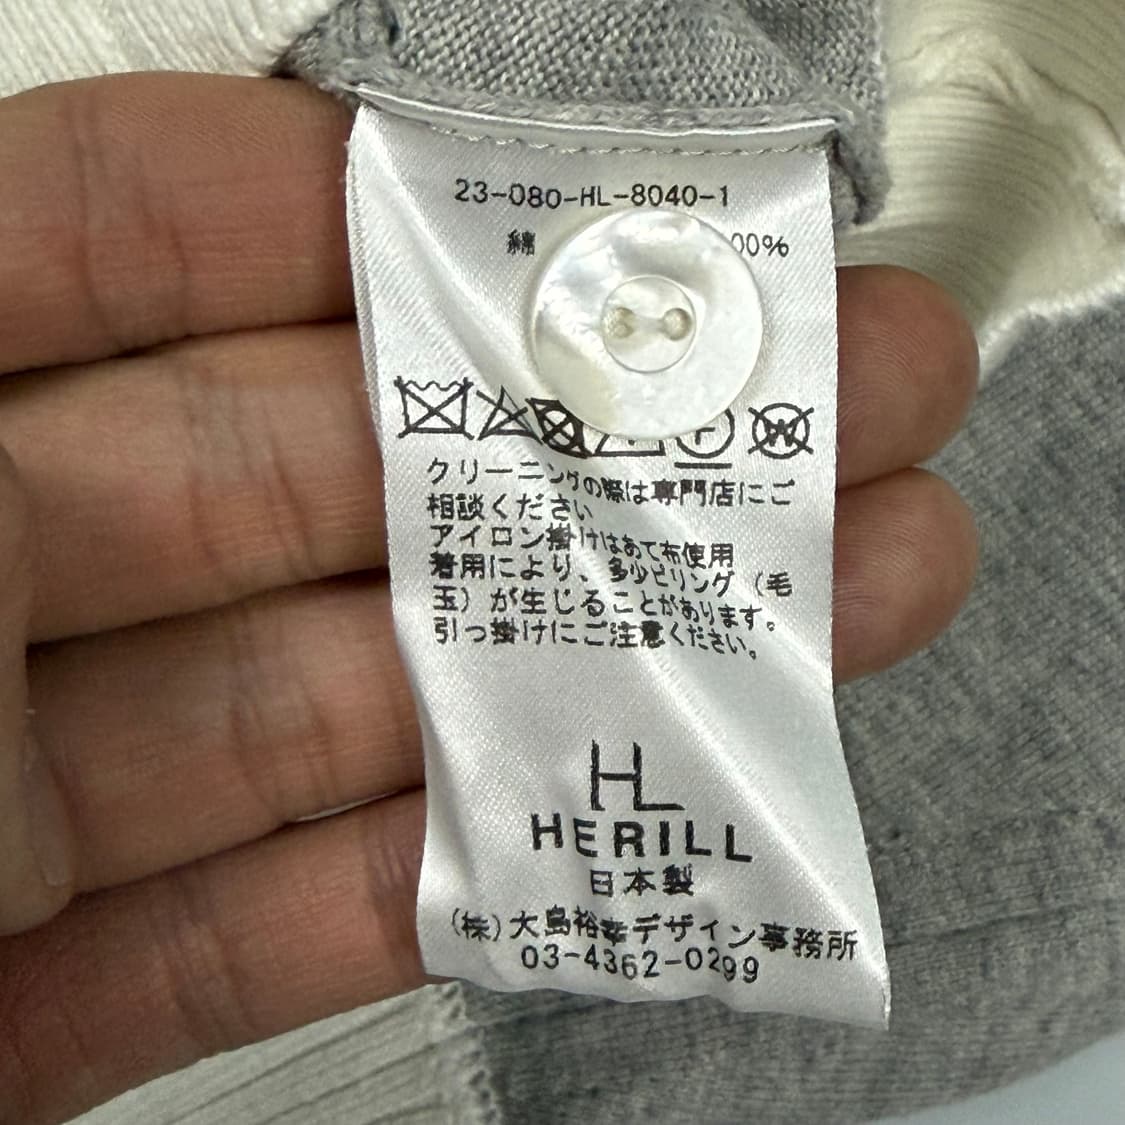 23-080-HL-8040-1
綿 00%
クリーニングの際は専門店にご
相談ください
アイロン掛けはあて布使用
着用により、多少ピリング（毛
玉）が生じることがあります。
引っ掛けにご注意ください。
HL
HERILL
日本製
(株)大島裕幸デザイン事務所
03-4362-0299